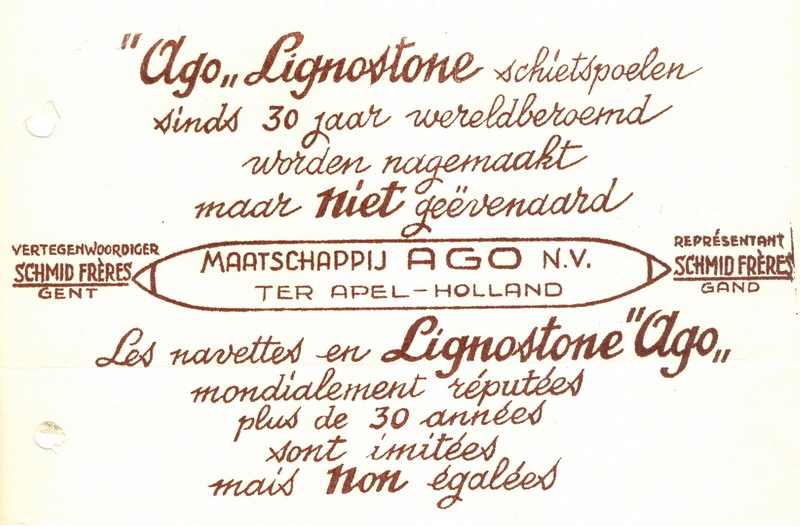 "Ago„ Lignostone schietspoelen
sinds 30 jaar wereldberoemd
worden nagemaakt
maar niet geëvenaard
VERTEGENWOORDIGER
SCHMID FRÈRES
GENT
MAATSCHAPPIJ AGO N.V.
TER APEL-HOLLAND
REPRÉSENTANT
SCHMID FRÈRES
GAND
Les navettes en Lignostone "Ago„
mondialement réputées
plus de 30 années
sont imitées
mais non égalées